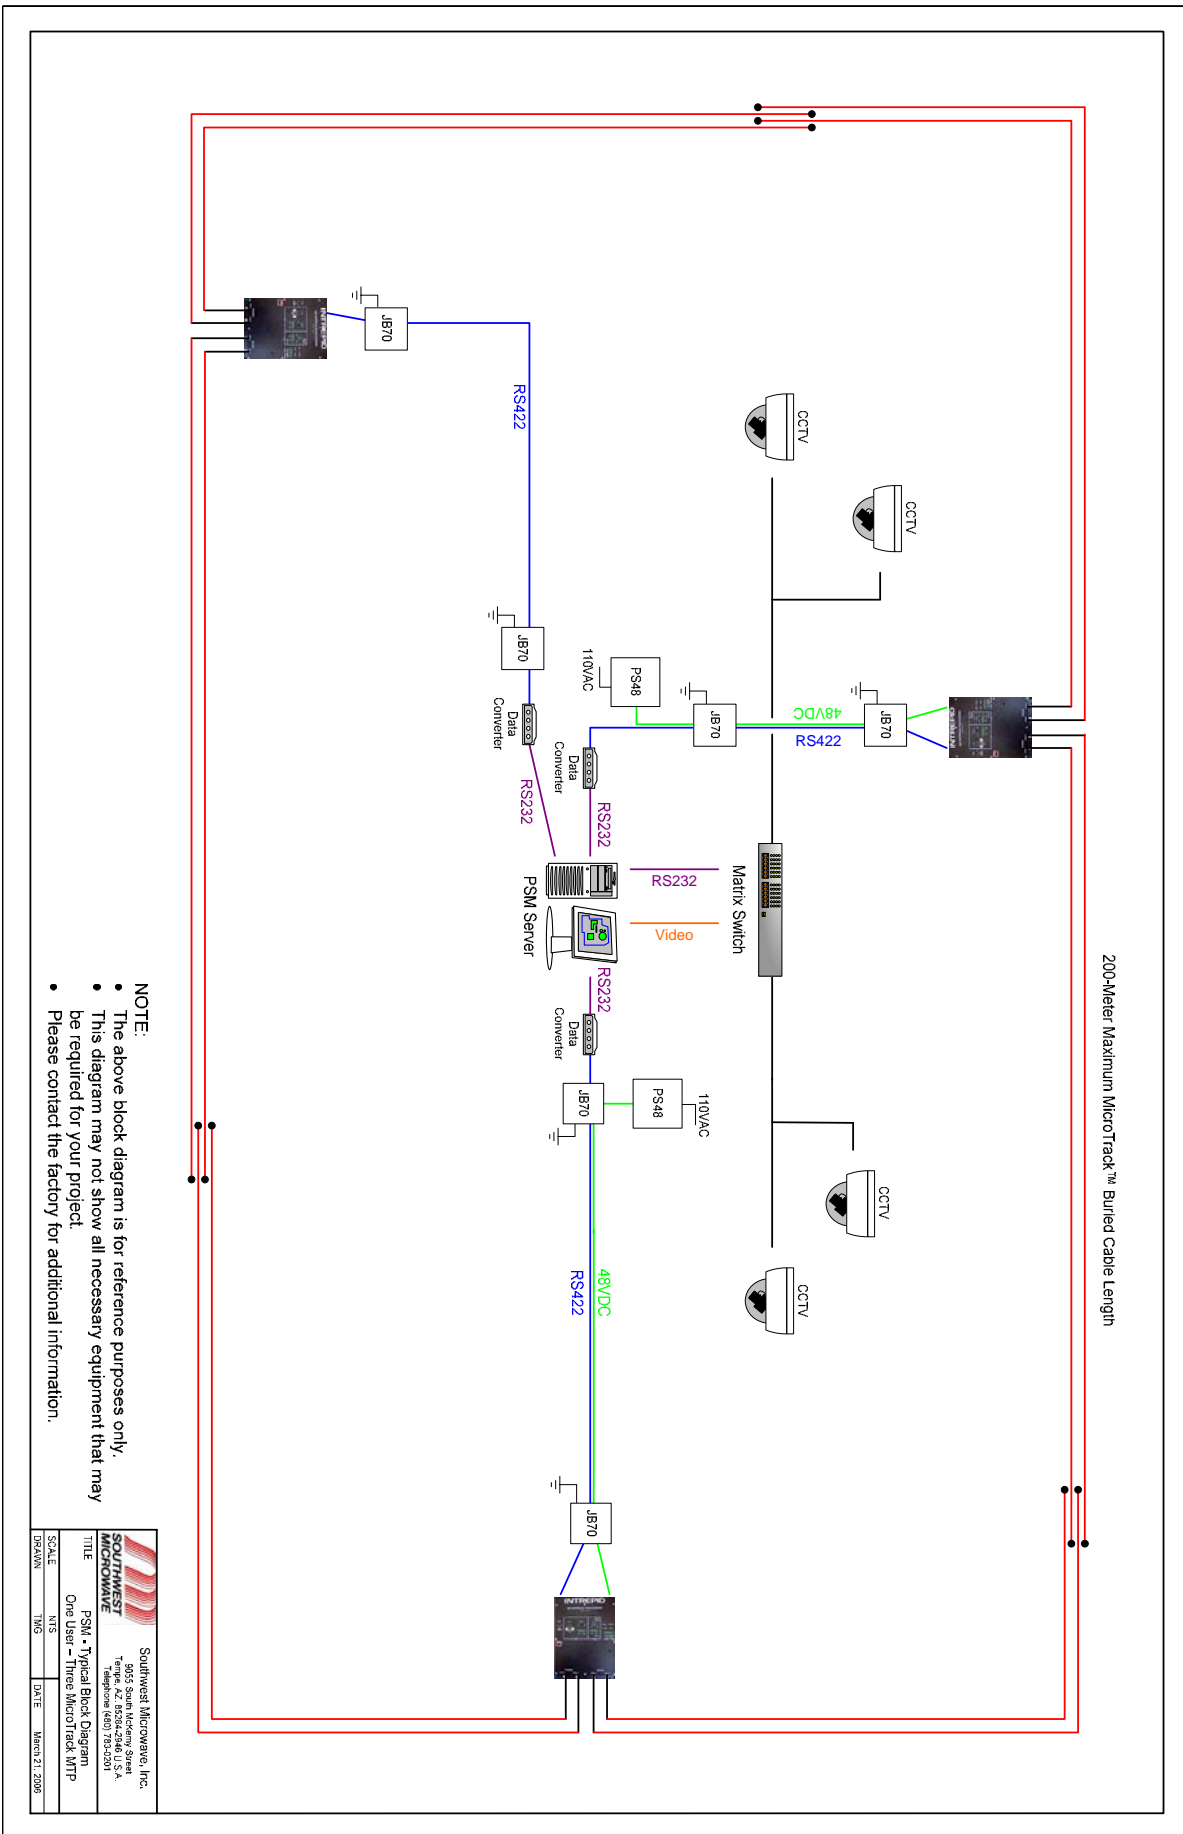 200-Meter Maximum MicroTrack™ Buried Cable Length
CCTV
CCTV
CCTV
CCTV
INTREPID
JB70
48VDC
RS422
JB70
PS48
110VAC
Matrix Switch
RS232
Video
Data
Converter
RS232
PSM Server
RS232
Data
Converter
JB70
PS48
110VAC
48VDC
RS422
JB70
INTREPID
INTREPID
JB70
RS422
JB70
Data
Converter
RS232
NOTE:
• The above block diagram is for reference purposes only.
• This diagram may not show all necessary equipment that may
be required for your project.
• Please contact the factory for additional information.
SOUTHWEST
MICROWAVE
Southwest Microwave, Inc.
9055 South McKemy Street
Tempe, AZ. 85284-2946 U.S.A.
Telephone (480) 783-0201
TITLE
PSM - Typical Block Diagram
One User – Three MicroTrack MTP
SCALE NTS
DRAWN TMG DATE March 21, 2006